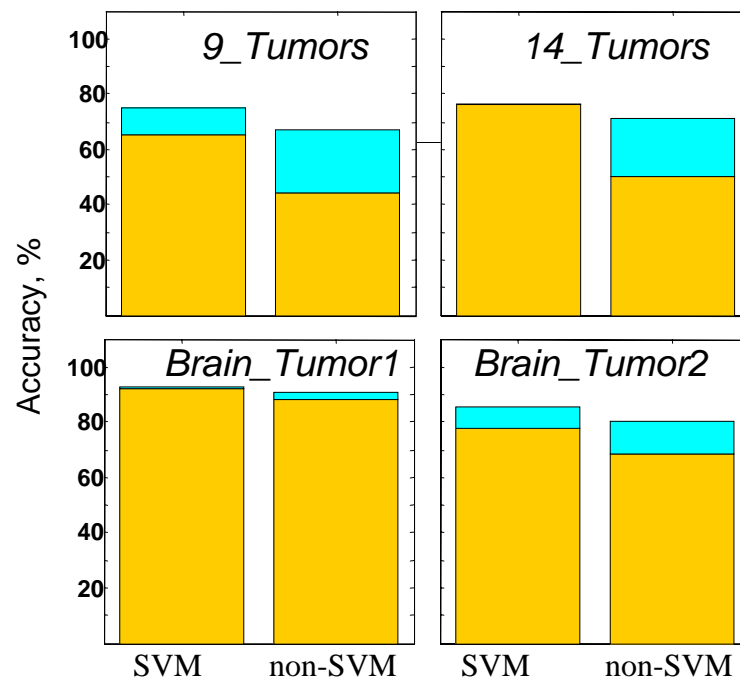 Accuracy, %
9_Tumors
100
80
60
40
20
14_Tumors
Brain_Tumor1
100
80
60
40
20
Brain_Tumor2
SVM non-SVM
SVM non-SVM